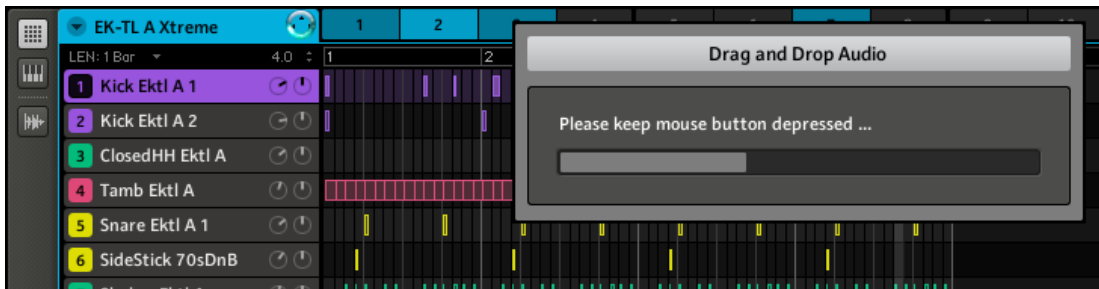 EK-TL A Xtreme
1
2
Drag and Drop Audio
LEN: 1 Bar
4.0
1
2
1 Kick Ektl A 1
2 Kick Ektl A 2
Please keep mouse button depressed ...
3 ClosedHH Ektl A
4 Tamb Ektl A
5 Snare Ektl A 1
6 SideStick 70sDnB